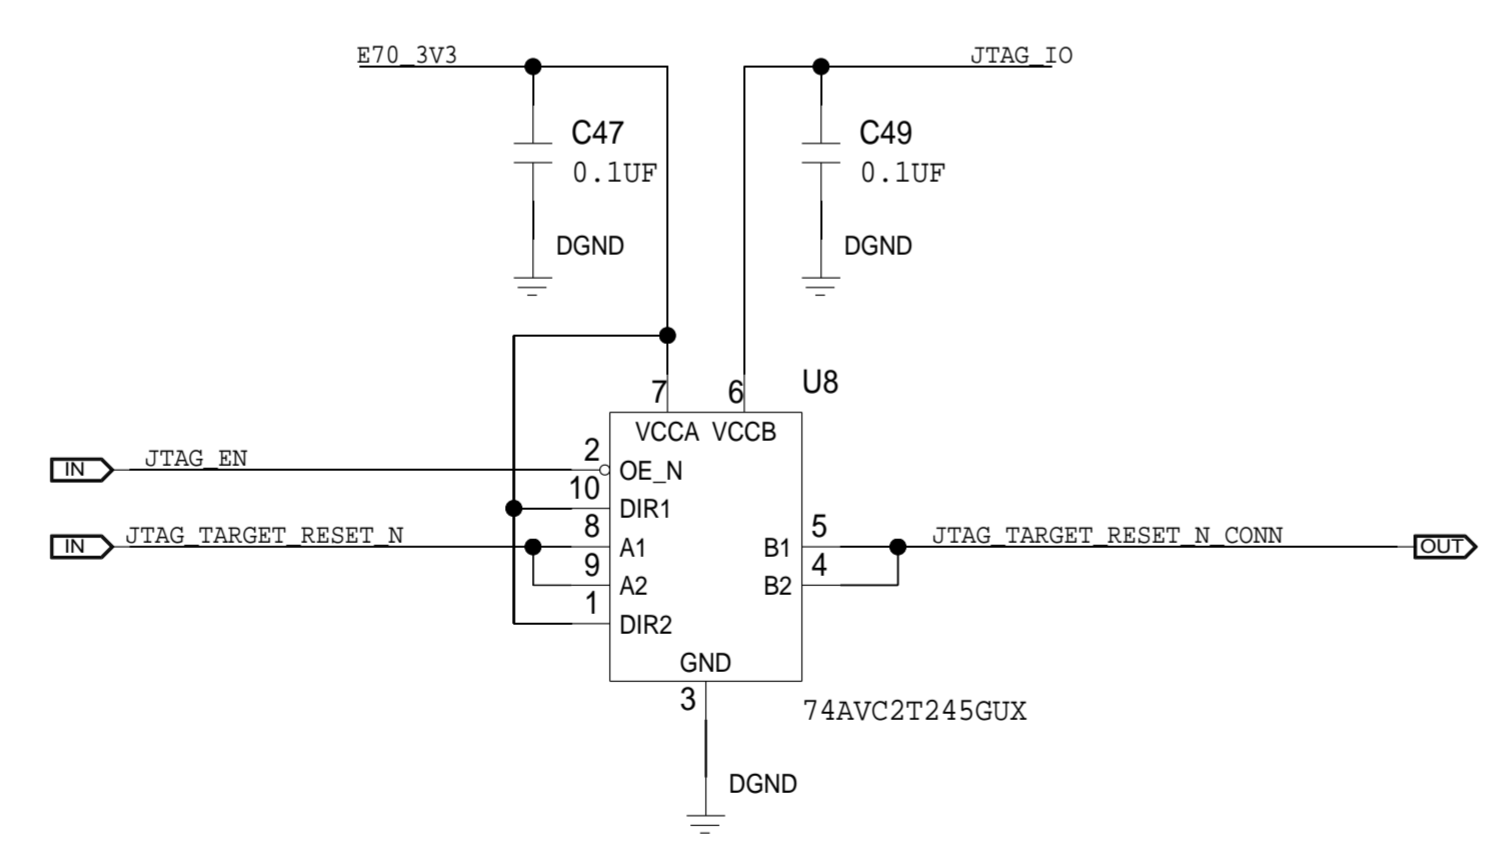 E70_3V3
JTAG_IO
C47
0.1UF
C49
0.1UF
DGND
DGND
U8
7
6
VCCA VCCB
IN
JTAG_EN
2
OE_N
10
DIR1
IN
JTAG_TARGET_RESET_N
8
A1
9
A2
1
DIR2
B1
5
B2
4
JTAG_TARGET_RESET_N_CONN
OUT
GND
3
74AVC2T245GUX
DGND